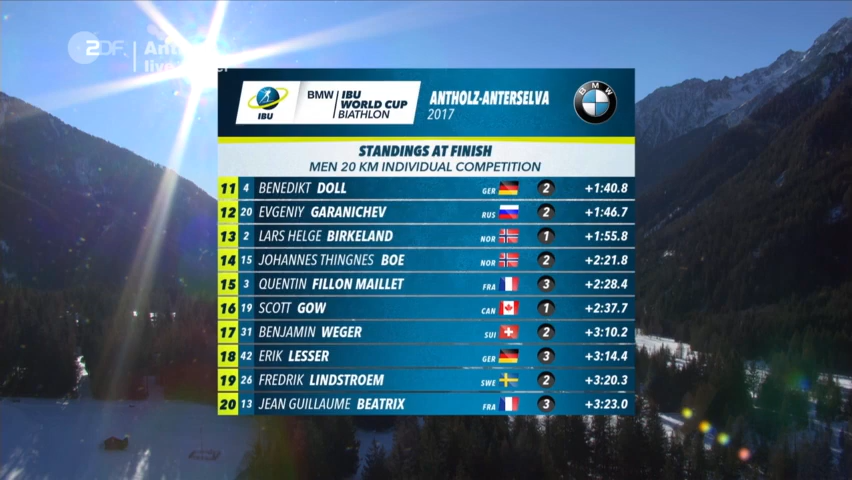 ZDF
BMW IBU WORLD CUP BIATHLON
IBU
ANTHOLZ-ANTERSELVA
2017
BMW
STANDINGS AT FINISH
MEN 20 KM INDIVIDUAL COMPETITION
11 4 BENEDIKT DOLL GER 2 +1:40.8
12 20 EVGENIY GARANICHEV RUS 2 +1:46.7
13 2 LARS HELGE BIRKELAND NOR 1 +1:55.8
14 15 JOHANNES THINGNES BOE NOR 2 +2:21.8
15 3 QUENTIN FILLON MAILLET FRA 3 +2:28.4
16 19 SCOTT GOW CAN 1 +2:37.7
17 31 BENJAMIN WEGER SUI 2 +3:10.2
18 42 ERIK LESSER GER 3 +3:14.4
19 26 FREDRIK LINDSTROEM SWE 2 +3:20.3
20 13 JEAN GUILLAUME BEATRIX FRA 3 +3:23.0